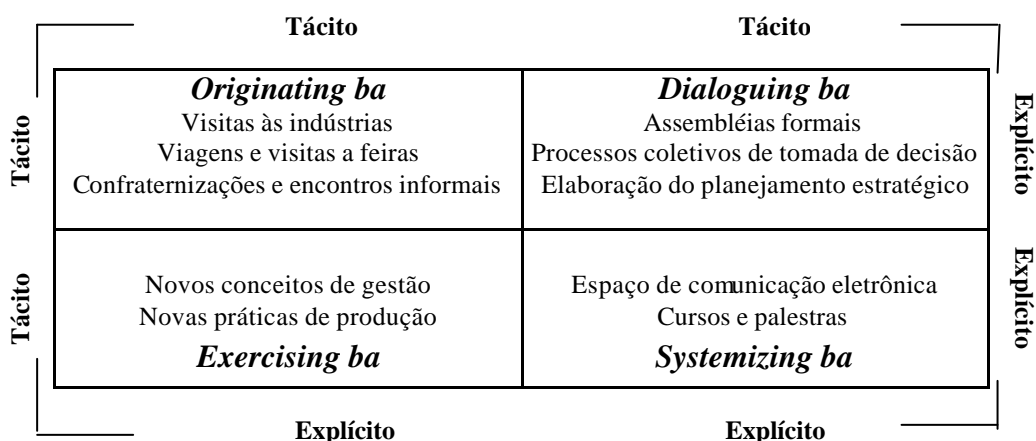 Tácito
Tácito
Tácito
Originating ba
Visitas às indústrias
Viagens e visitas a feiras
Confraternizações e encontros informais
Dialoguing ba
Assembléias formais
Processos coletivos de tomada de decisão
Elaboração do planejamento estratégico
Explícito
Tácito
Novos conceitos de gestão
Novas práticas de produção
Exercising ba
Espaço de comunicação eletrônica
Cursos e palestras
Systemizing ba
Explícito
Explícito
Explícito